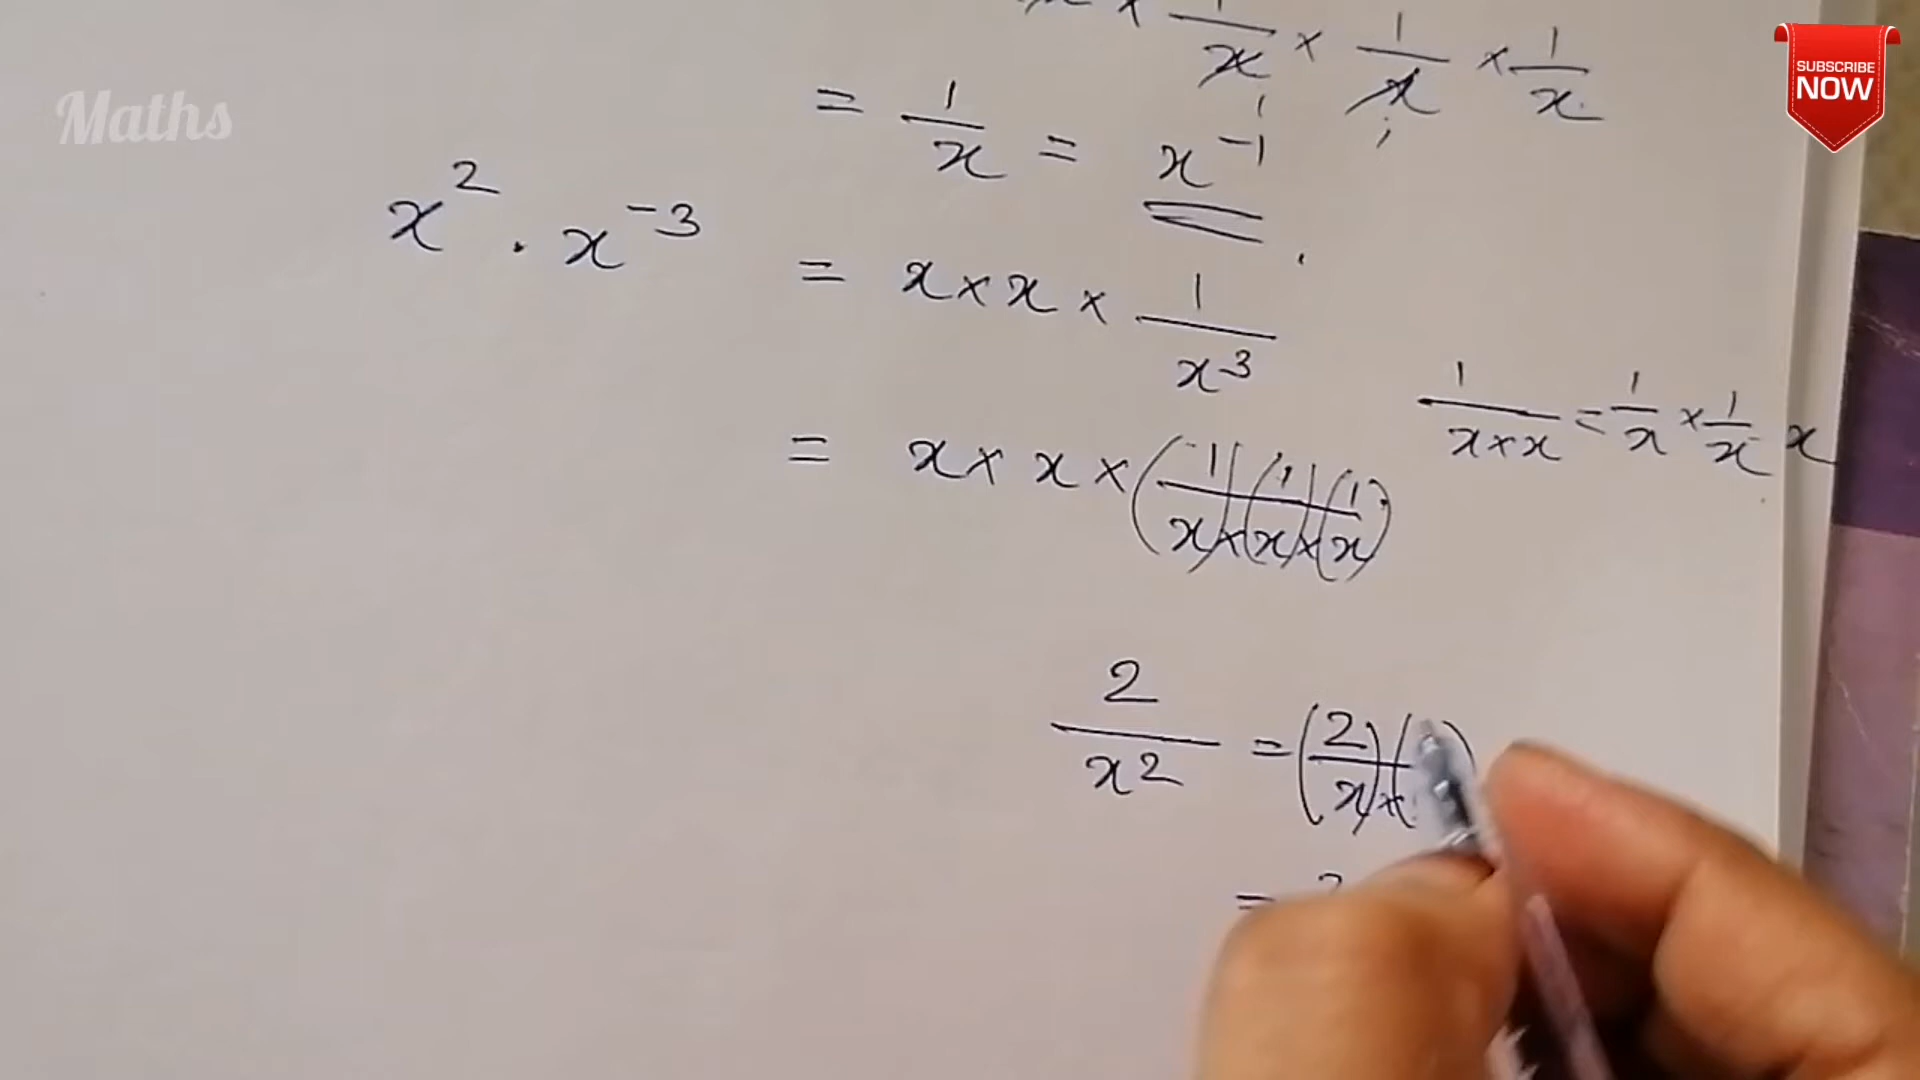 Maths
SUBSCRIBE
NOW
x × 1/x × 1/x × 1/x
= 1/x = x⁻¹
x² · x⁻³
= x × x × 1/x³
1/(x×x) = 1/x × 1/x x
= x × x × (1/x) × (1/x) × (1/x)
2/x² = (2/x) × (
= 2